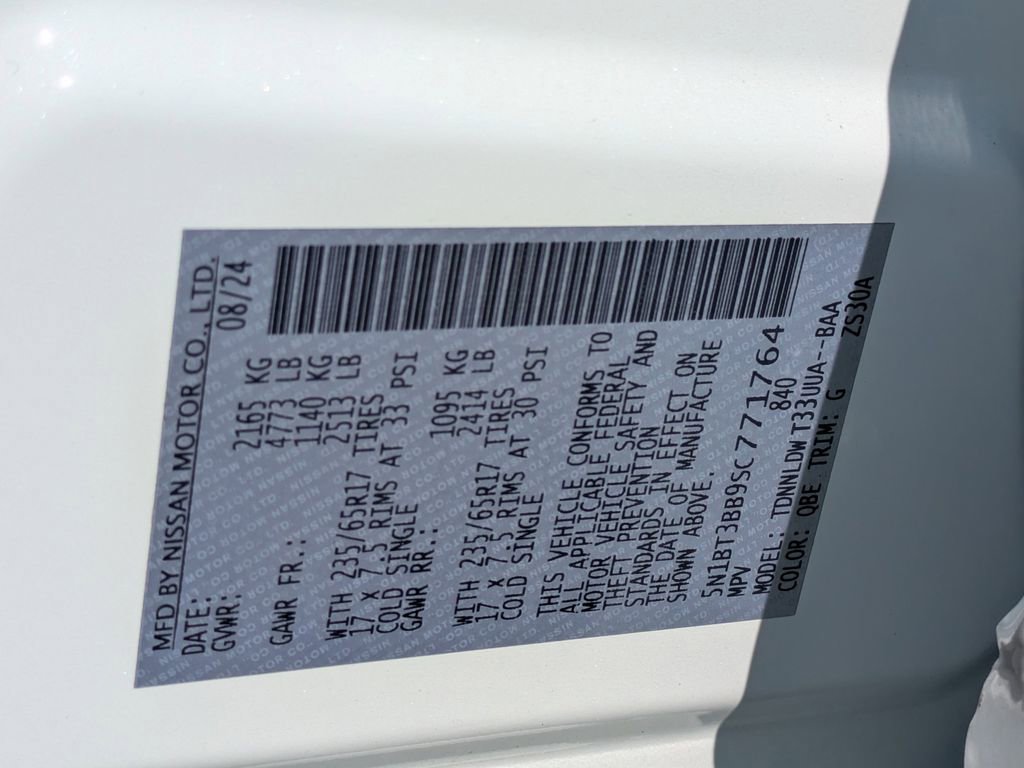 MFD BY NISSAN MOTOR CO., LTD.
DATE: 08/24
GVWR: 2165 KG
4773 LB
GAWR FR.: 1140 KG
2513 LB
WITH 235/65R17 TIRES
17 X 7.5 RIMS AT 33 PSI
COLD SINGLE
GAWR RR.: 1095 KG
2414 LB
WITH 235/65R17 TIRES
17 X 7.5 RIMS AT 30 PSI
COLD SINGLE
THIS VEHICLE CONFORMS TO
ALL APPLICABLE FEDERAL
MOTOR VEHICLE SAFETY AND
THEFT PREVENTION
STANDARDS IN EFFECT ON
THE DATE OF MANUFACTURE
SHOWN ABOVE.
5N1BT3BB9SC771764
MPV 840
MODEL: TDNNNLDWT33UUA--BAA
COLOR: QBE TRIM: G ZS30A